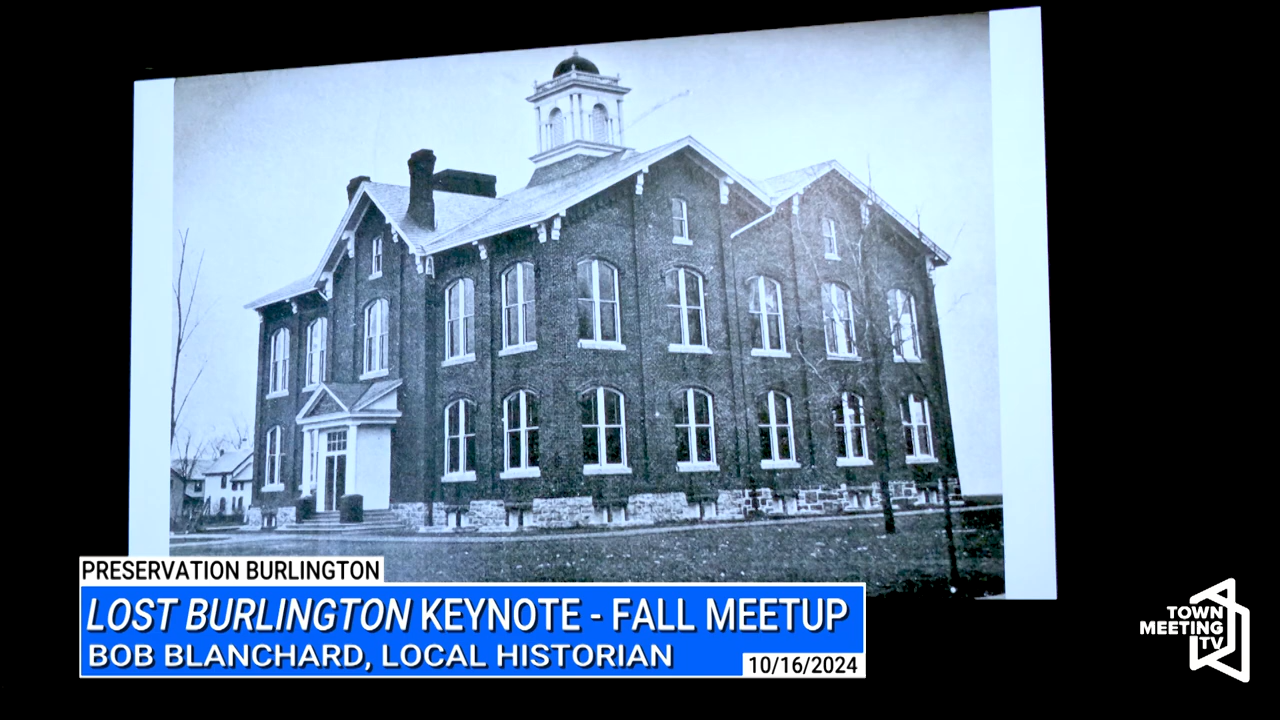 PRESERVATION BURLINGTON
LOST BURLINGTON KEYNOTE - FALL MEETUP
BOB BLANCHARD, LOCAL HISTORIAN
10/16/2024
TOWN
MEETING
TV